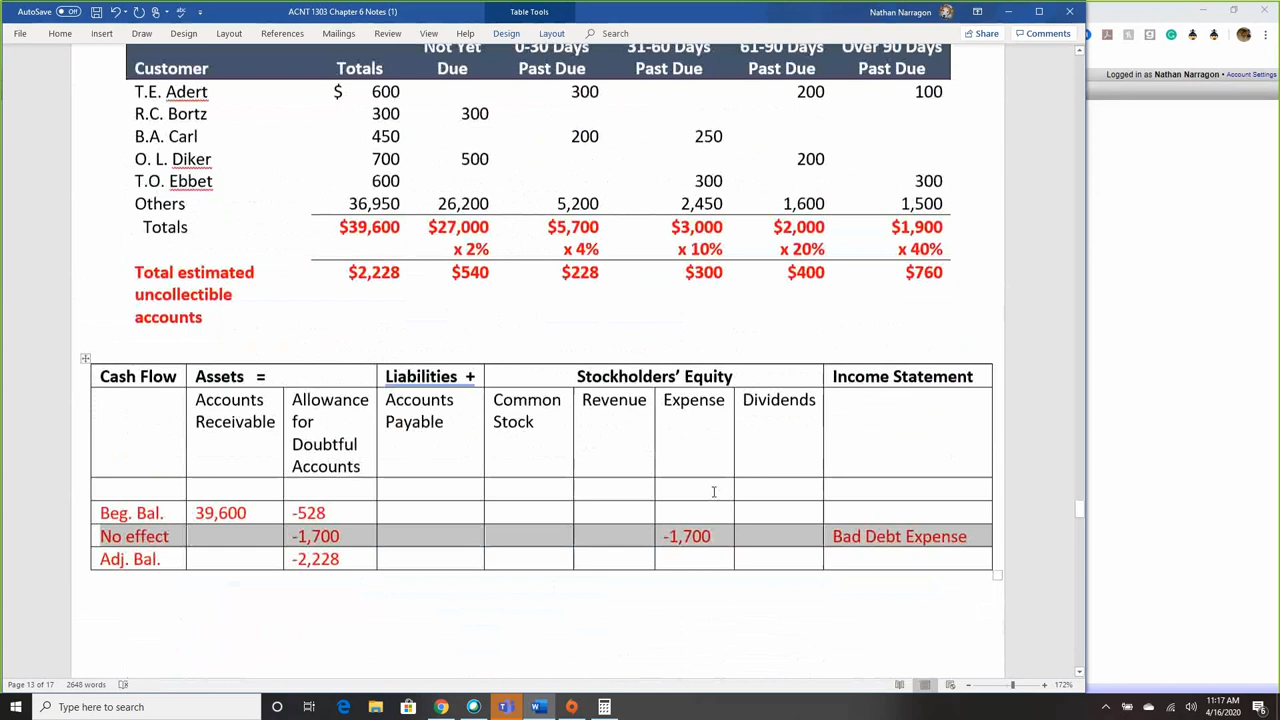 AutoSave Off
ACNT 1303 Chapter 6 Notes (1)
Table Tools
Nathan Narragon
File Home Insert Draw Design Layout References Mailings Review View Help Design Layout Search Share Comments
Logged in as Nathan Narragon Account Settings
Not Yet 0-30 Days 31-60 Days 61-90 Days Over 90 Days
Customer Totals Due Past Due Past Due Past Due Past Due
T.E. Adert $ 600 300 200 100
R.C. Bortz 300 300
B.A. Carl 450 200 250
O. L. Diker 700 500 200
T.O. Ebbet 600 300 300
Others 36,950 26,200 5,200 2,450 1,600 1,500
Totals $39,600 $27,000 $5,700 $3,000 $2,000 $1,900
x 2% x 4% x 10% x 20% x 40%
Total estimated $2,228 $540 $228 $300 $400 $760
uncollectible
accounts
Cash Flow Assets = Liabilities + Stockholders' Equity Income Statement
Accounts Allowance Accounts Common Revenue Expense Dividends
Receivable for Payable Stock
Doubtful
Accounts
Beg. Bal. 39,600 -528
No effect -1,700 -1,700 Bad Debt Expense
Adj. Bal. -2,228
Page 13 of 17 2648 words 172%
Type here to search
11:17 AM
4/16/2020